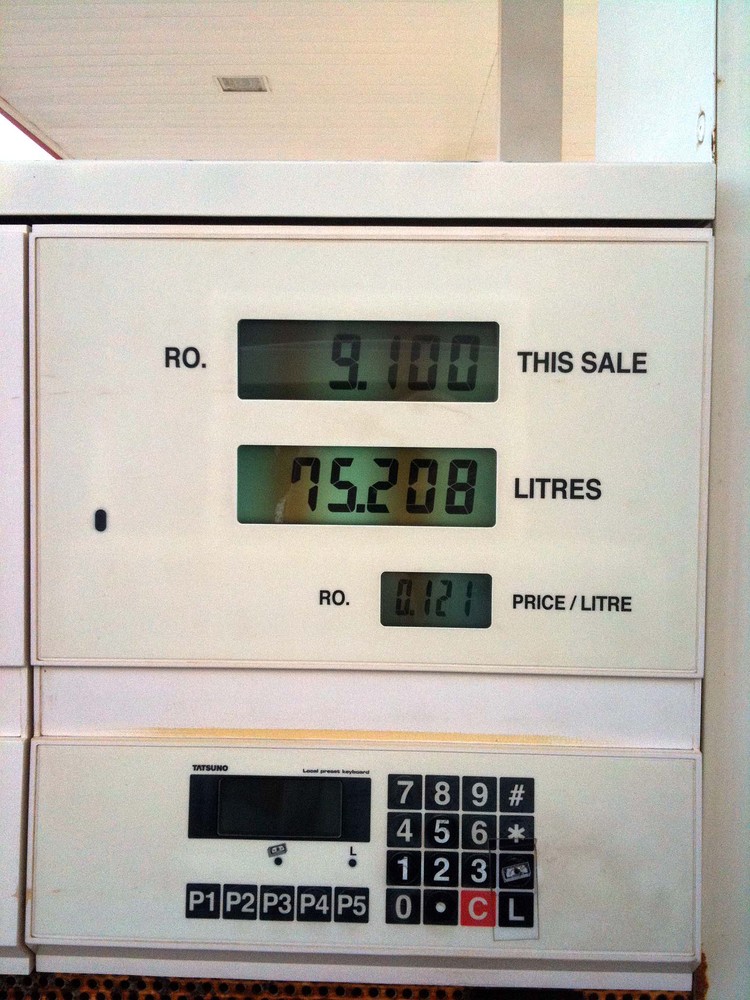 RO. 9.100 THIS SALE
75.208 LITRES
RO. 0.121 PRICE / LITRE
TATSUNO Local preset keyboard
L
7 8 9 #
4 5 6 *
1 2 3
P1 P2 P3 P4 P5 0 • C L